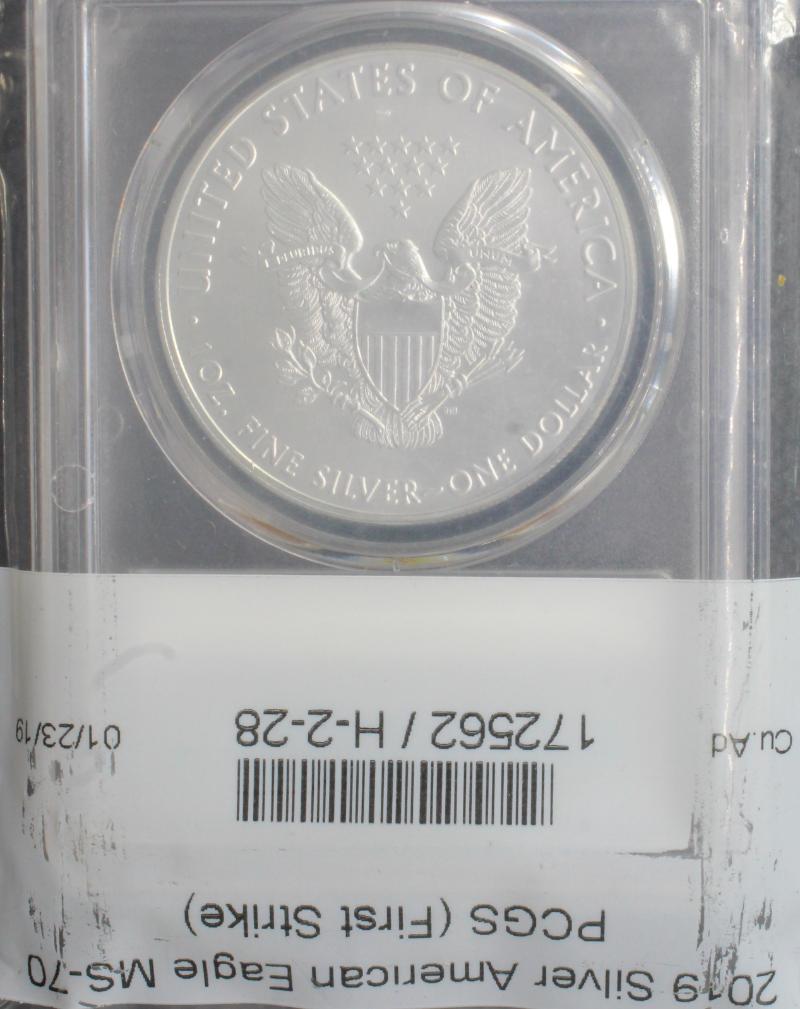 UNITED STATES OF AMERICA
PLURIBUS UNUM
1 OZ. FINE SILVER~ONE DOLLAR
2019 Silver American Eagle MS-70
PCGS (First Strike)
Cu.Ad 172562 / H-2-28 01/23/19